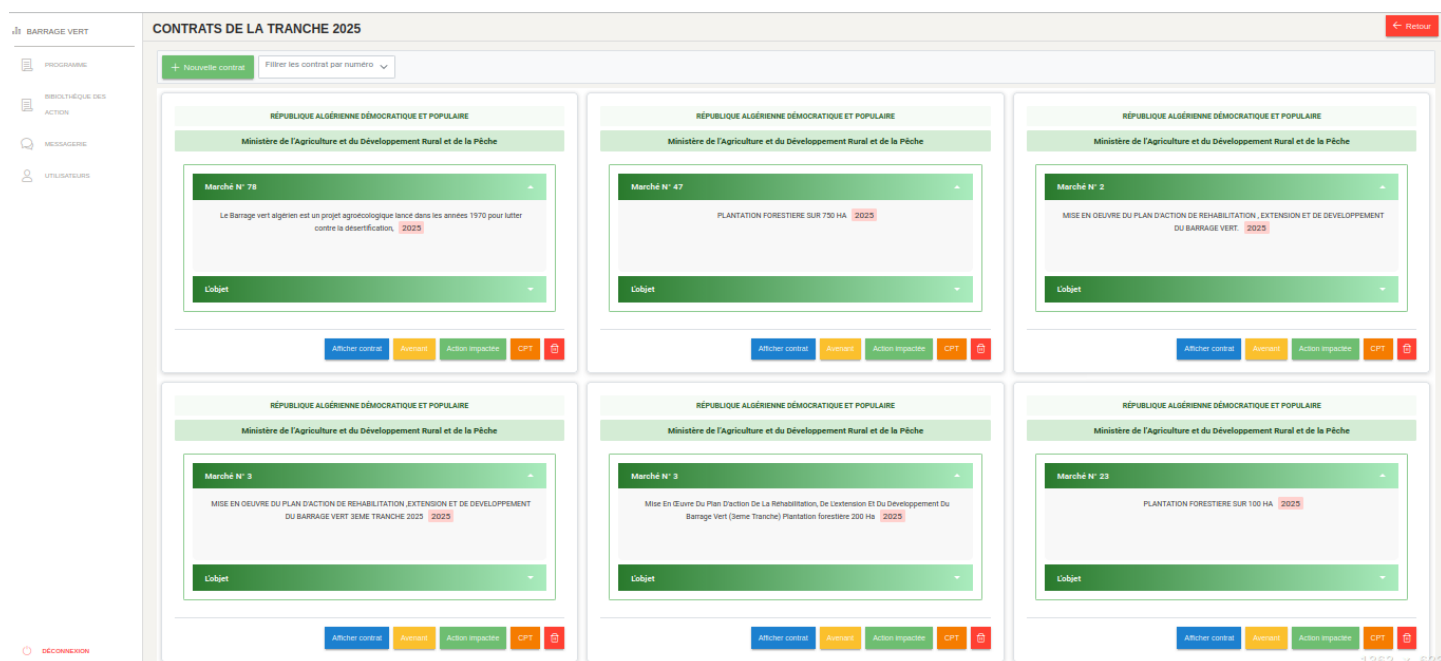 BARRAGE VERT
PROGRAMME
BIBIOLTHÉQUE DES
ACTION
MESSAGERIE
UTILISATEURS
DÉCONNEXION
CONTRATS DE LA TRANCHE 2025
Retour
+ Nouvelle contrat
Filtrer les contrat par numéro
RÉPUBLIQUE ALGÉRIENNE DÉMOCRATIQUE ET POPULAIRE
Ministère de l'Agriculture et du Développement Rural et de la Pêche
Marché N° 78
Le Barrage vert algérien est un projet agroécologique lancé dans les années 1970 pour lutter
contre la désertification, 2025
L'objet
Afficher contrat Avenant Action impactée CPT
RÉPUBLIQUE ALGÉRIENNE DÉMOCRATIQUE ET POPULAIRE
Ministère de l'Agriculture et du Développement Rural et de la Pêche
Marché N° 47
PLANTATION FORESTIERE SUR 750 HA 2025
L'objet
Afficher contrat Avenant Action impactée CPT
RÉPUBLIQUE ALGÉRIENNE DÉMOCRATIQUE ET POPULAIRE
Ministère de l'Agriculture et du Développement Rural et de la Pêche
Marché N° 2
MISE EN OEUVRE DU PLAN D'ACTION DE REHABILITATION , EXTENSION ET DE DEVELOPPEMENT
DU BARRAGE VERT. 2025
L'objet
Afficher contrat Avenant Action impactée CPT
RÉPUBLIQUE ALGÉRIENNE DÉMOCRATIQUE ET POPULAIRE
Ministère de l'Agriculture et du Développement Rural et de la Pêche
Marché N° 3
MISE EN OEUVRE DU PLAN D'ACTION DE REHABILITATION ,EXTENSION ET DE DEVELOPPEMENT
DU BARRAGE VERT 3EME TRANCHE 2025 2025
L'objet
Afficher contrat Avenant Action impactée CPT
RÉPUBLIQUE ALGÉRIENNE DÉMOCRATIQUE ET POPULAIRE
Ministère de l'Agriculture et du Développement Rural et de la Pêche
Marché N° 3
Mise En Œuvre Du Plan D'action De La Réhabilitation, De L'extension Et Du Développement Du
Barrage Vert (3eme Tranche) Plantation forestière 200 Ha 2025
L'objet
Afficher contrat Avenant Action impactée CPT
RÉPUBLIQUE ALGÉRIENNE DÉMOCRATIQUE ET POPULAIRE
Ministère de l'Agriculture et du Développement Rural et de la Pêche
Marché N° 23
PLANTATION FORESTIERE SUR 100 HA 2025
L'objet
Afficher contrat Avenant Action impactée CPT